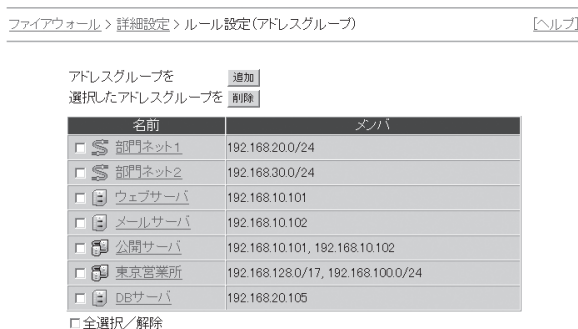 ファイアウォール > 詳細設定 > ルール設定(アドレスグループ) [ヘルプ]
アドレスグループを 追加
選択したアドレスグループを 削除
名前 メンバ
部門ネット1 192.168.20.0/24
部門ネット2 192.168.30.0/24
ウェブサーバ 192.168.10.101
メールサーバ 192.168.10.102
公開サーバ 192.168.10.101, 192.168.10.102
東京営業所 192.168.128.0/17, 192.168.100.0/24
DBサーバ 192.168.20.105
全選択／解除